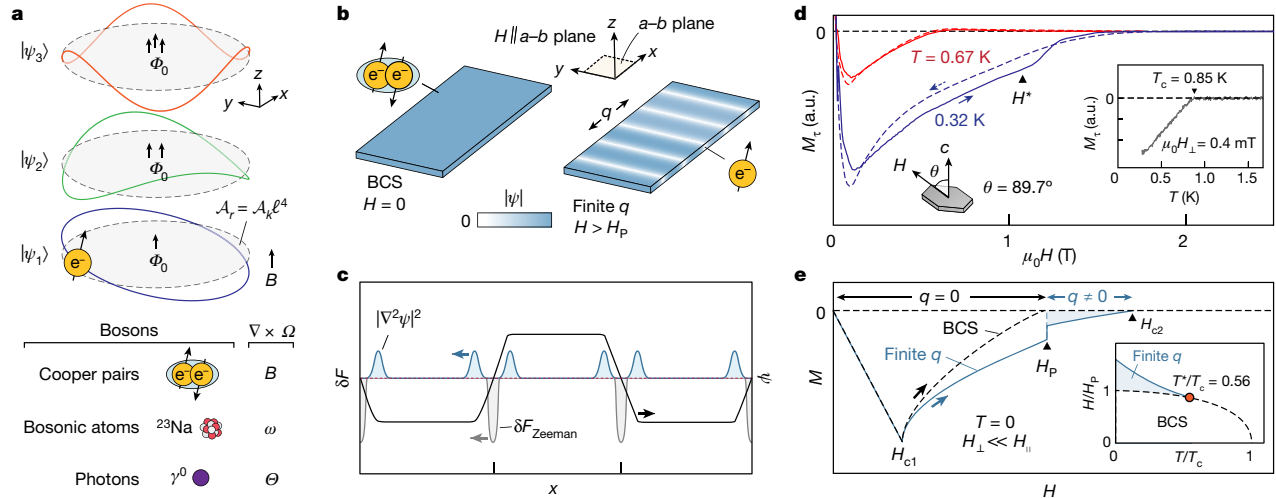 a
|ψ3⟩
Φ0
z
y
x
|ψ2⟩
Φ0
𝒜r = 𝒜kℓ⁴
|ψ1⟩
e−
Φ0
B
Bosons
∇ × Ω
Cooper pairs
e− e−
B
Bosonic atoms
²³Na
ω
Photons
γ⁰
Θ
b
H ∥ a–b plane
z
a–b plane
y
x
e− e−
q
e−
BCS
H = 0
|ψ|
0
Finite q
H > HP
c
|∇²ψ|²
δF
ψ
δFZeeman
x
d
0
T = 0.67 K
H*
0.32 K
Mτ (a.u.)
Tc = 0.85 K
0
Mτ (a.u.)
μ0H⊥ = 0.4 mT
0.5 1.0 1.5
T (K)
c
H
θ
θ = 89.7º
0 1 2
μ0H (T)
e
q = 0
q ≠ 0
0
BCS
Hc2
Finite q
HP
M
T = 0
H⊥ ≪ H||
Hc1
Finite q
T*/Tc = 0.56
H/HP
1
BCS
0
0 1
T/Tc
H